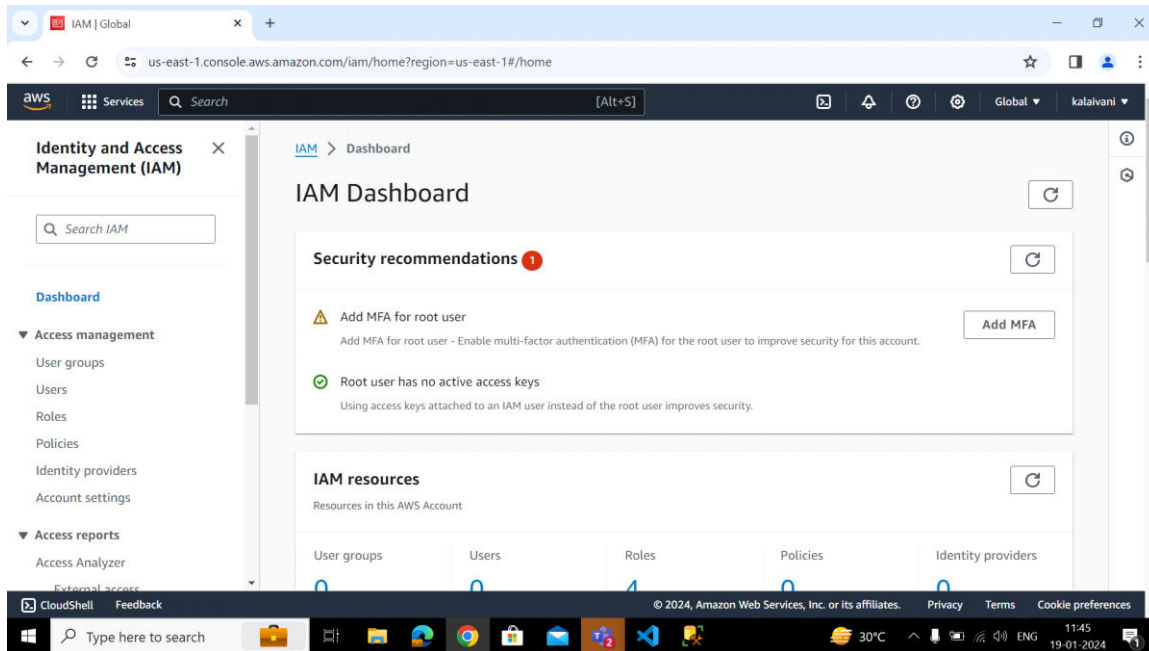 IAM | Global
us-east-1.console.aws.amazon.com/iam/home?region=us-east-1#/home
aws Services Search [Alt+S] Global kalaivani
Identity and Access
Management (IAM)
Search IAM
Dashboard
Access management
User groups
Users
Roles
Policies
Identity providers
Account settings
Access reports
Access Analyzer
External access
IAM > Dashboard
IAM Dashboard
Security recommendations 1
Add MFA for root user
Add MFA
Add MFA for root user - Enable multi-factor authentication (MFA) for the root user to improve security for this account.
Root user has no active access keys
Using access keys attached to an IAM user instead of the root user improves security.
IAM resources
Resources in this AWS Account
User groups Users Roles Policies Identity providers
0 0 4 0 0
CloudShell Feedback © 2024, Amazon Web Services, Inc. or its affiliates. Privacy Terms Cookie preferences
Type here to search 30°C ENG 11:45
19-01-2024